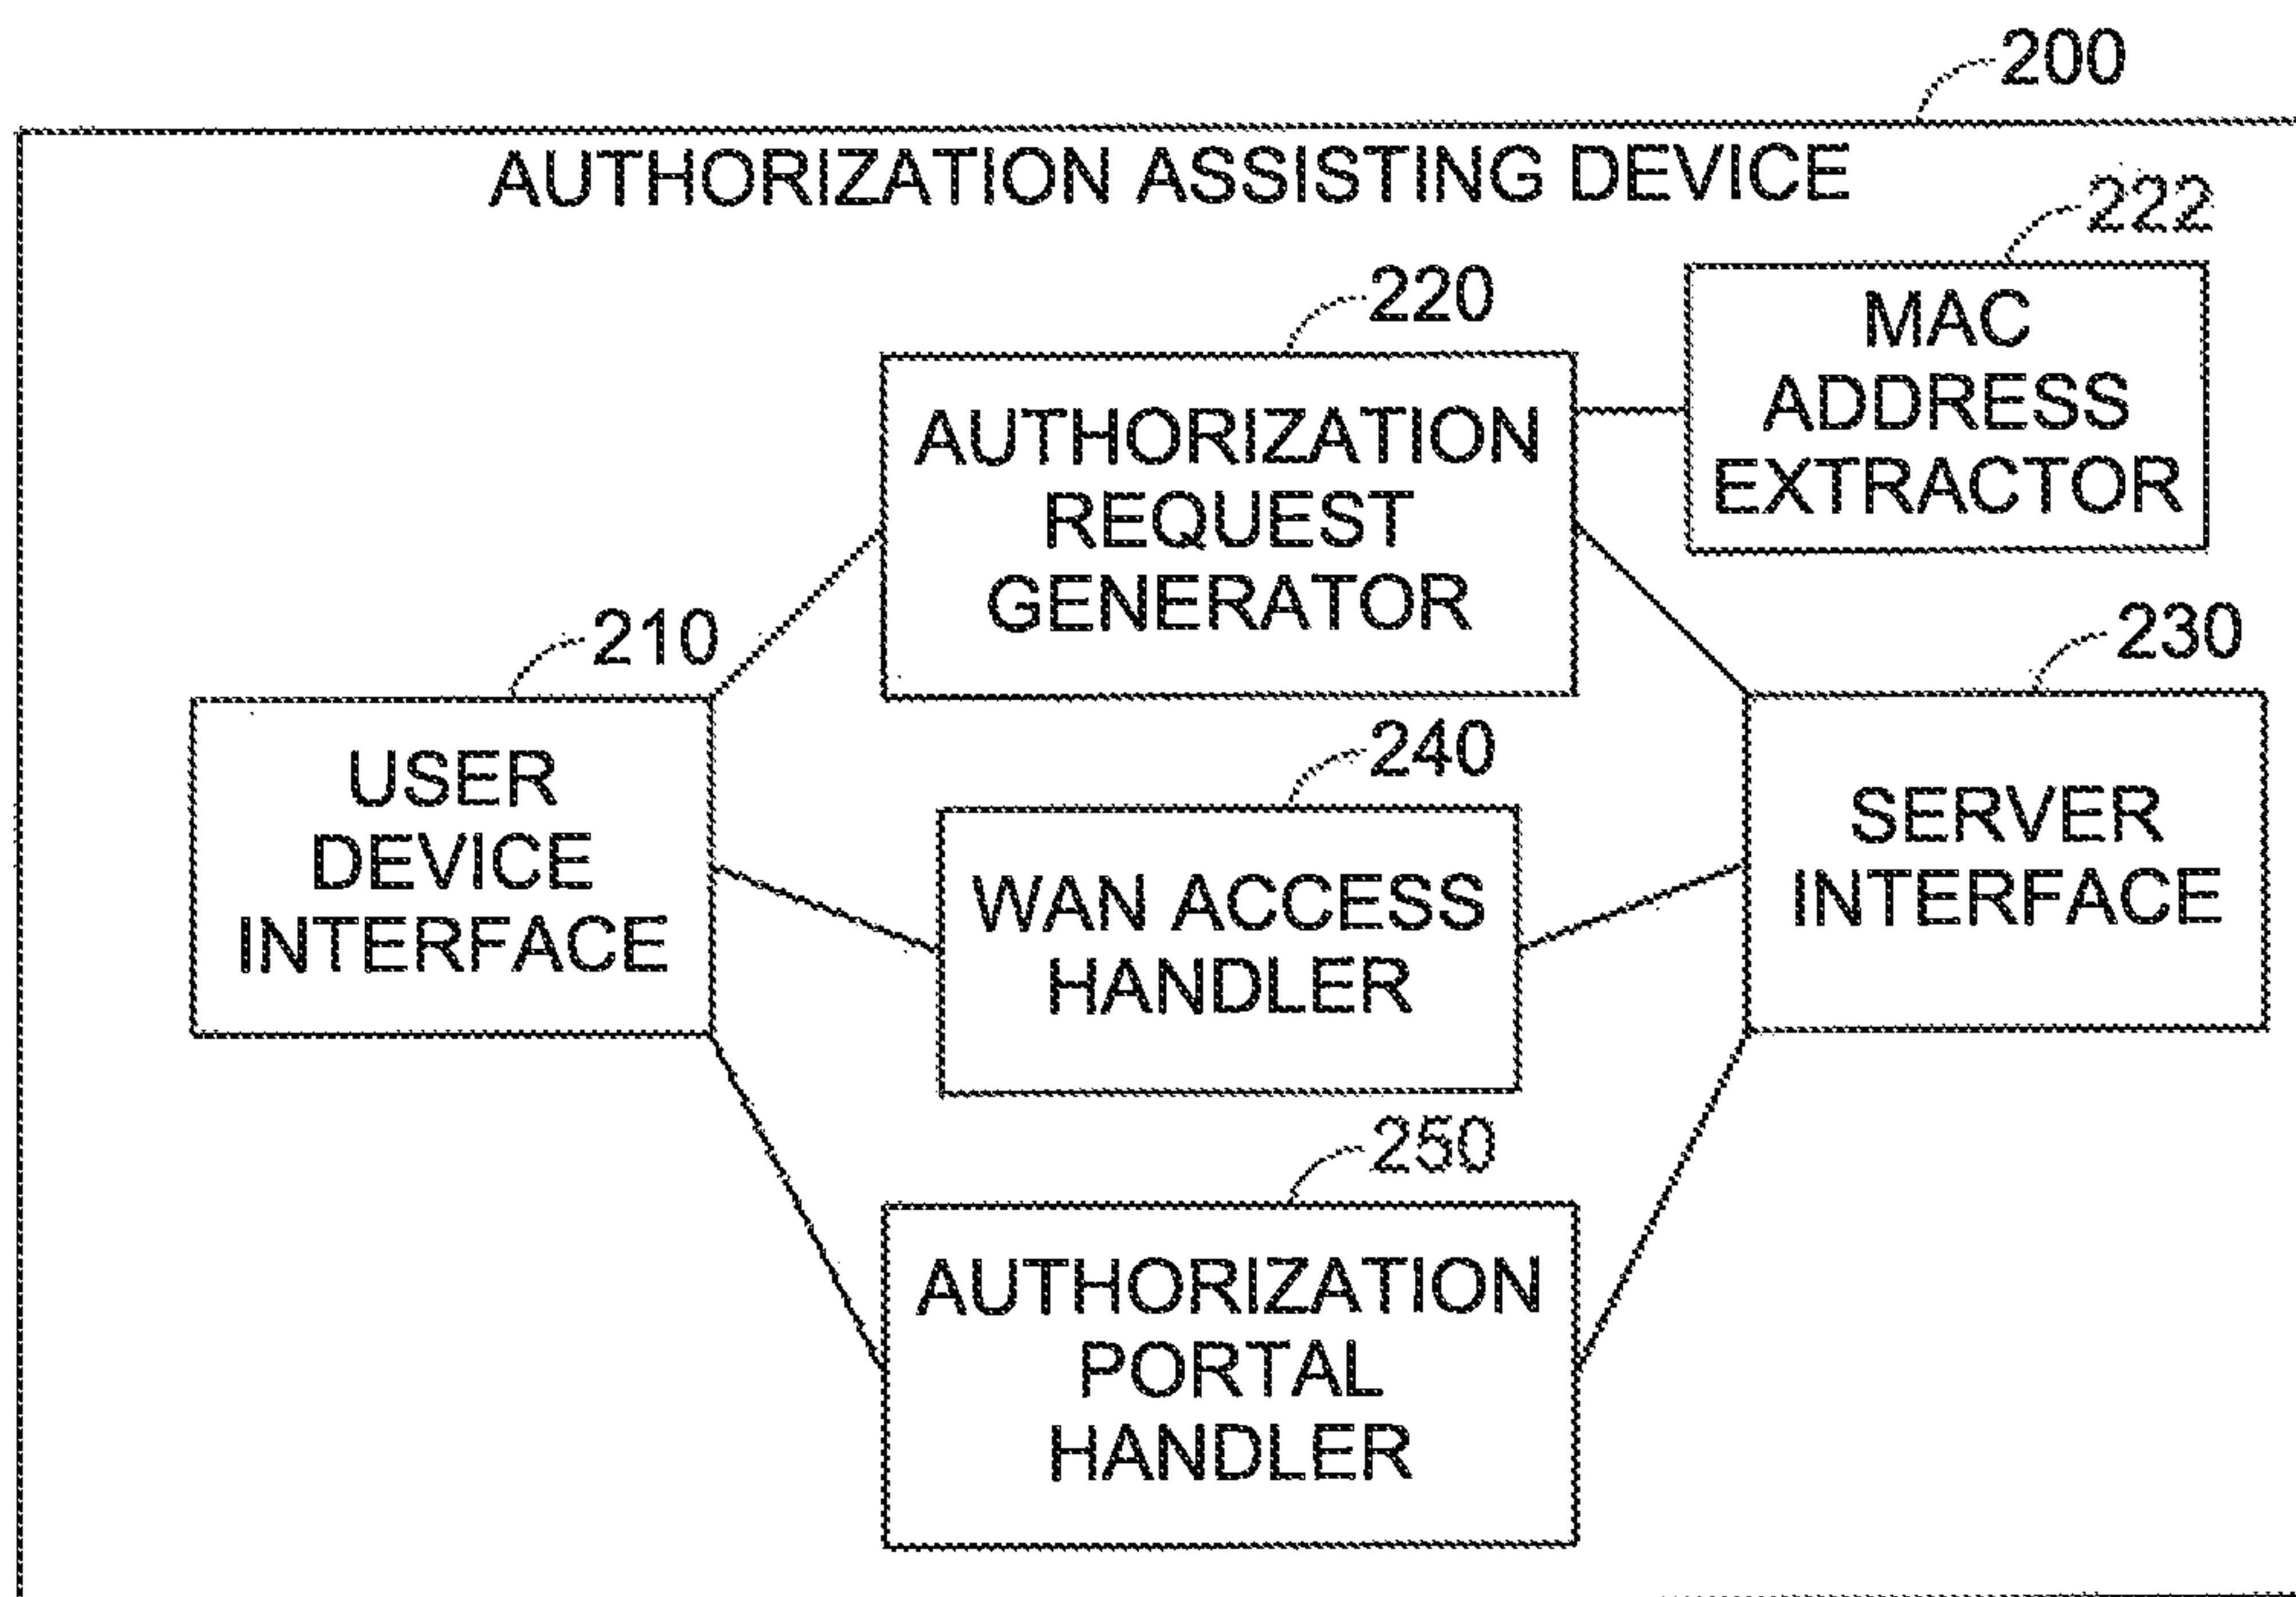 200
AUTHORIZATION ASSISTING DEVICE
222
MAC
ADDRESS
EXTRACTOR
220
AUTHORIZATION
REQUEST
GENERATOR
210
USER
DEVICE
INTERFACE
230
SERVER
INTERFACE
240
WAN ACCESS
HANDLER
250
AUTHORIZATION
PORTAL
HANDLER